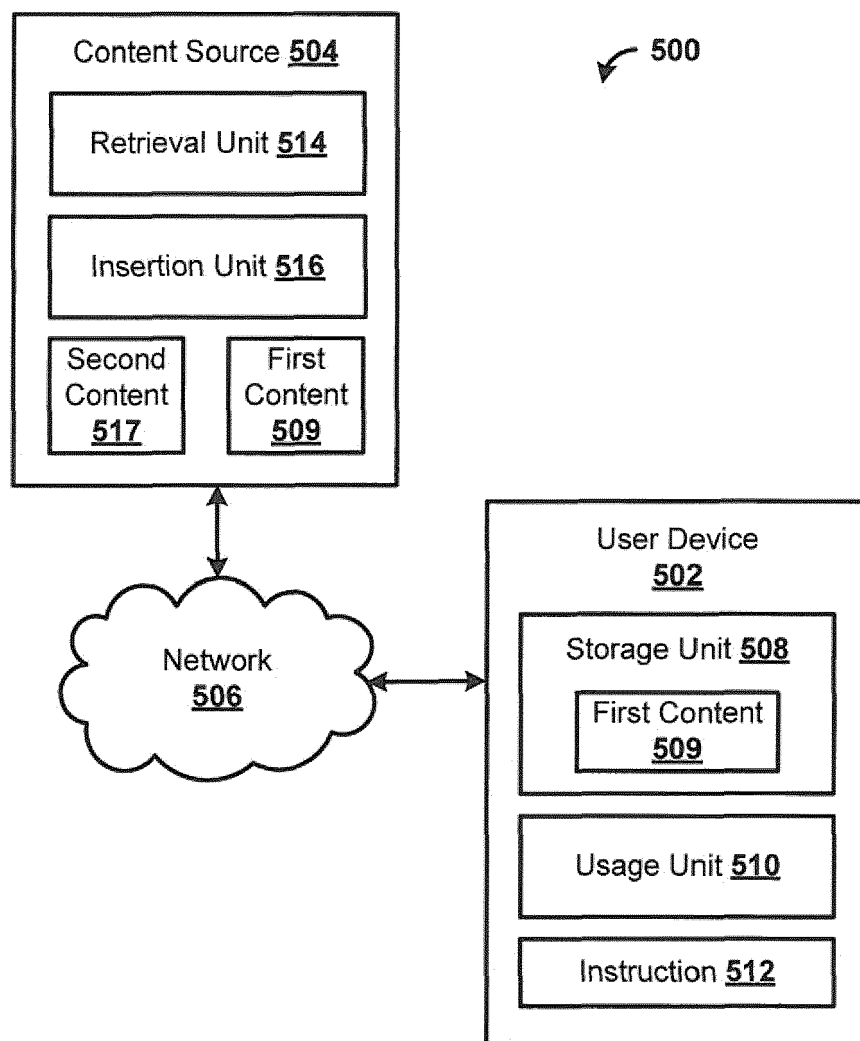 Content Source 504
500
Retrieval Unit 514
Insertion Unit 516
Second
Content
517
First
Content
509
User Device
502
Network
506
Storage Unit 508
First Content
509
Usage Unit 510
Instruction 512